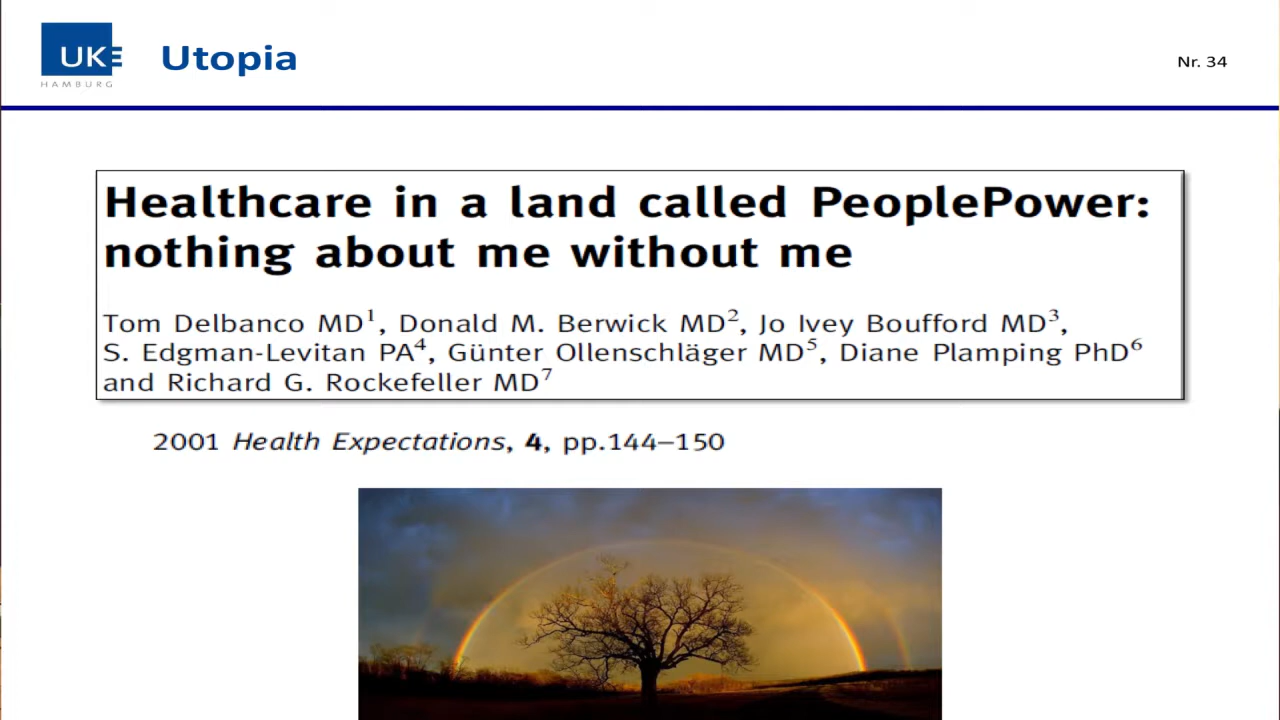 UKE
HAMBURG
Utopia
Nr. 34
Healthcare in a land called PeoplePower:
nothing about me without me
Tom Delbanco MD1, Donald M. Berwick MD2, Jo Ivey Boufford MD3,
S. Edgman-Levitan PA4, Günter Ollenschläger MD5, Diane Plamping PhD6
and Richard G. Rockefeller MD7
2001 Health Expectations, 4, pp.144–150